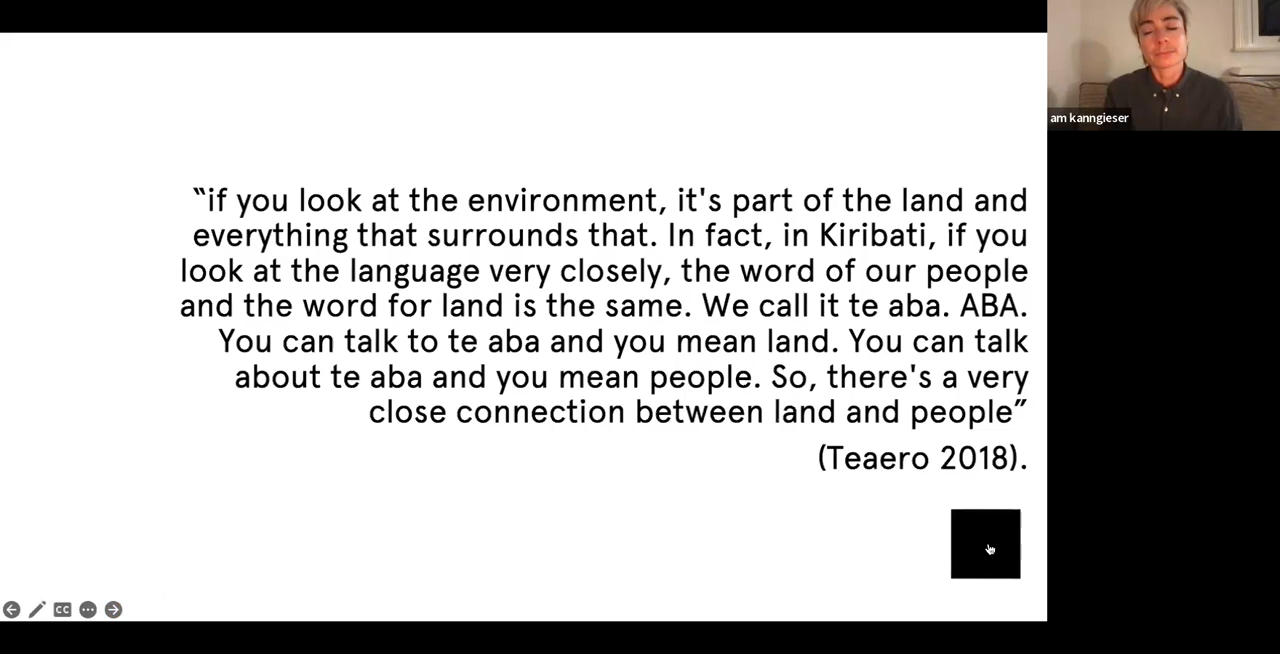 “if you look at the environment, it's part of the land and
everything that surrounds that. In fact, in Kiribati, if you
look at the language very closely, the word of our people
and the word for land is the same. We call it te aba. ABA.
You can talk to te aba and you mean land. You can talk
about te aba and you mean people. So, there's a very
close connection between land and people”
(Teaero 2018).
am kanngieser
CC